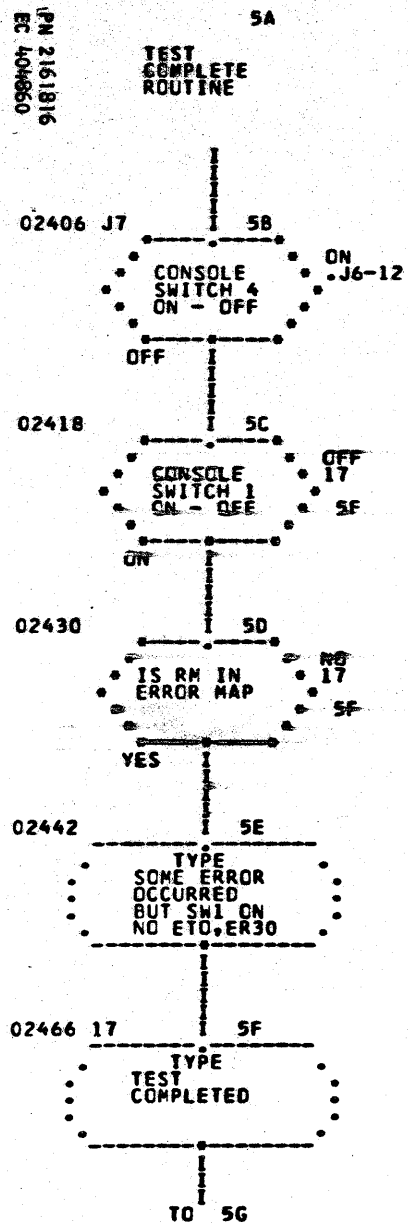 5A
PN 2161816
EC 404860
TEST
COMPLETE
ROUTINE
02406 J7 5B
CONSOLE
SWITCH 4
ON - OFF
ON
J6-12
OFF
02418 5C
CONSOLE
SWITCH 1
ON - OFF
OFF
17
5F
ON
02430 5D
IS RM IN
ERROR MAP
NO
17
5F
YES
02442 5E
TYPE
SOME ERROR
OCCURRED
BUT SW1 ON
NO ETO,ER30
02466 17 5F
TYPE
TEST
COMPLETED
TO 5G